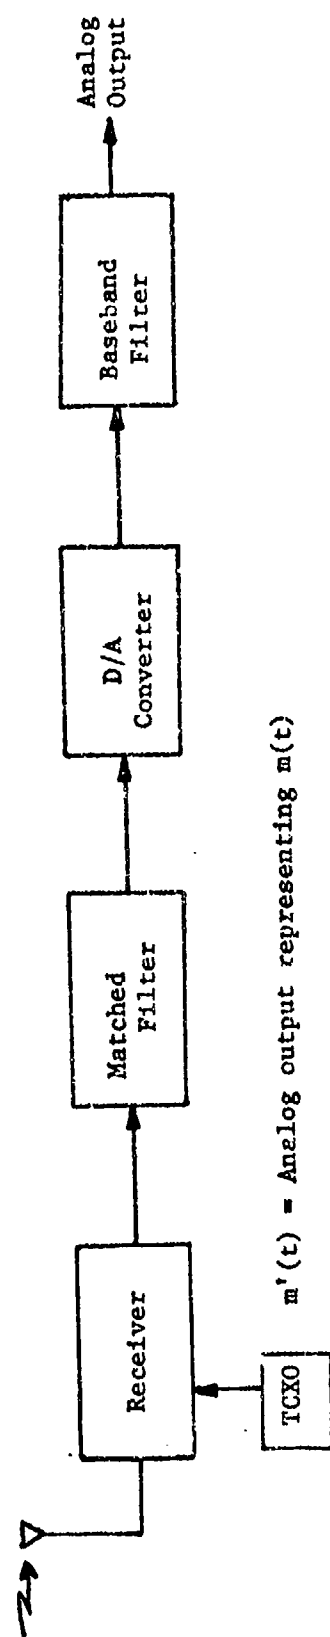 Receiver
TCXO
Matched
Filter
D/A
Converter
Baseband
Filter
Analog
Output
m'(t) = Analog output representing m(t)